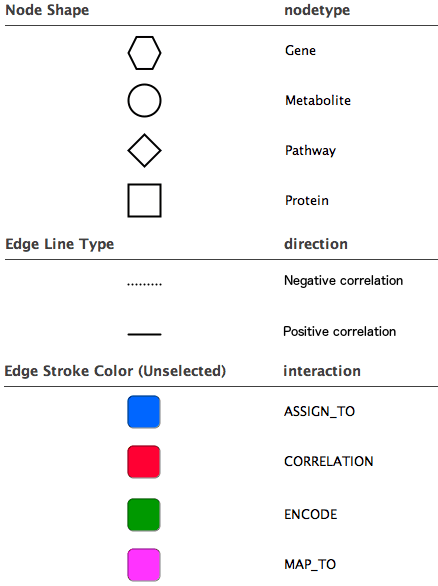 Node Shape nodetype
Gene
Metabolite
Pathway
Protein
Edge Line Type direction
Negative correlation
Positive correlation
Edge Stroke Color (Unselected) interaction
ASSIGN_TO
CORRELATION
ENCODE
MAP_TO